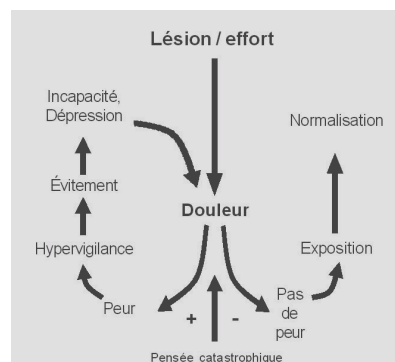 Lésion / effort
Incapacité,
Dépression
Normalisation
Évitement
Douleur
Hypervigilance
Exposition
Peur
+
-
Pas
de
peur
Pensée catastrophique